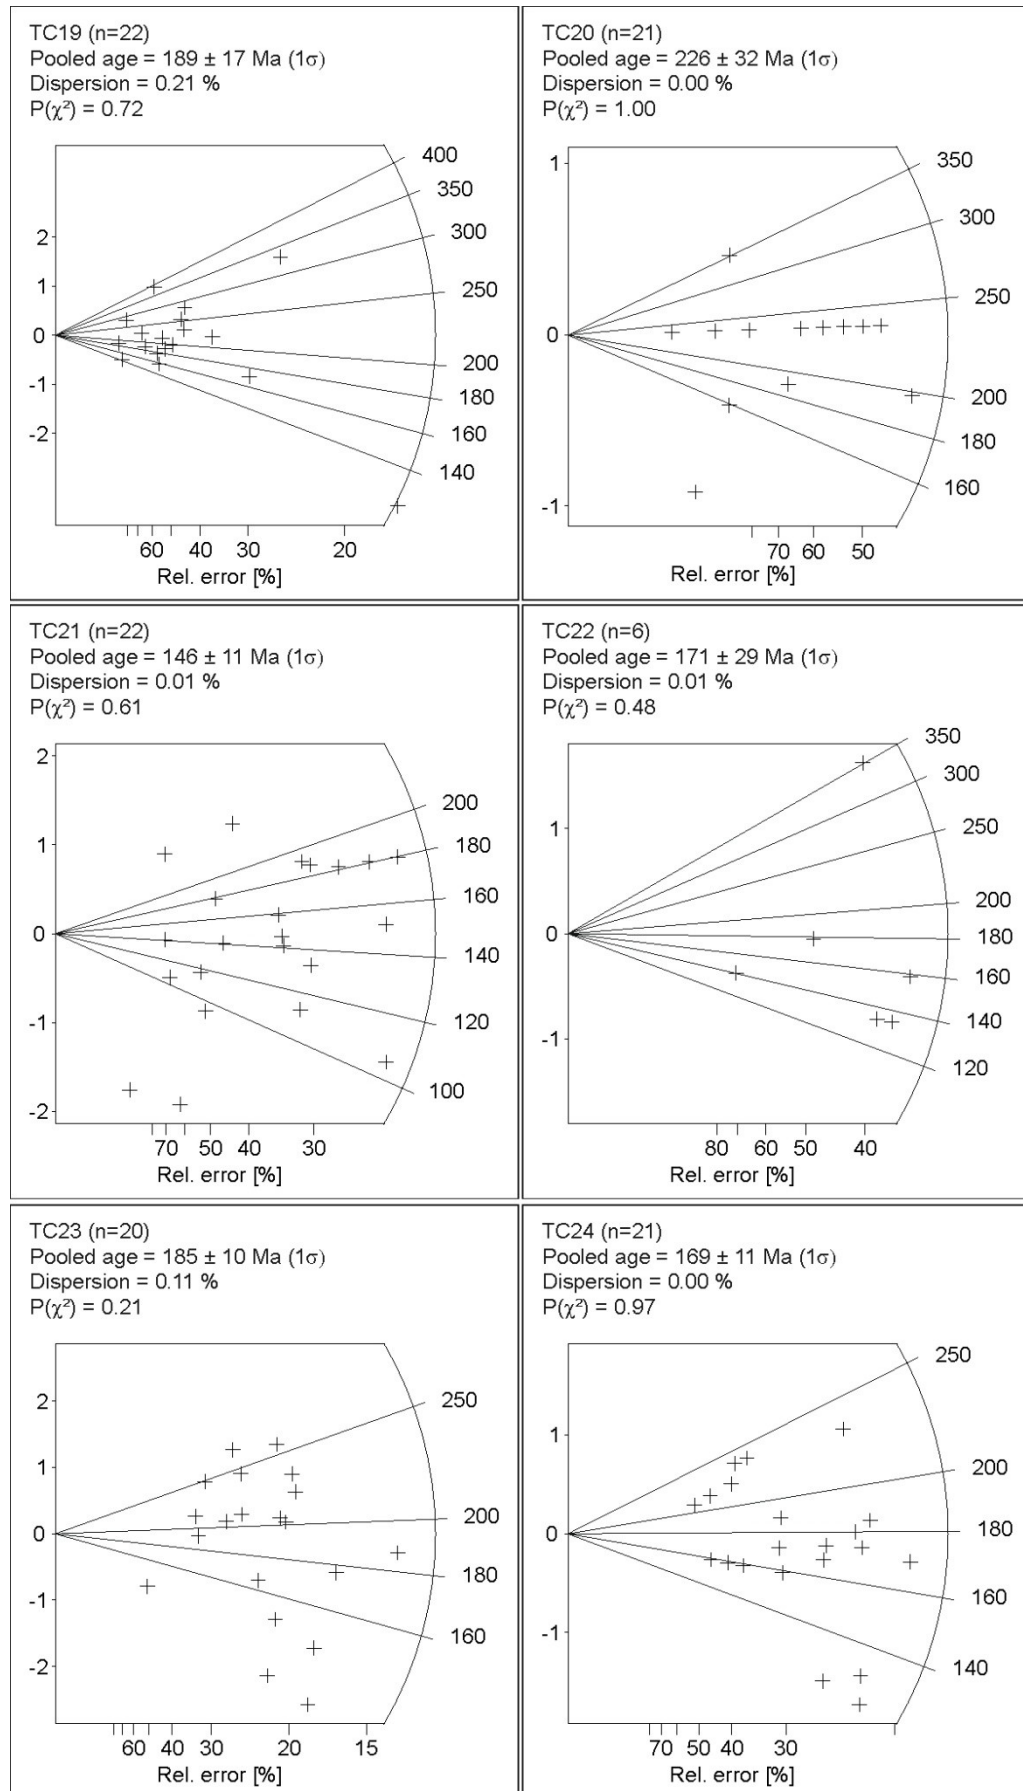 TC19 (n=22)
Pooled age = 189 ± 17 Ma (1σ)
Dispersion = 0.21 %
P(χ²) = 0.72
400
350
300
250
200
180
160
140
2
1
0
-1
-2
60 40 30 20
Rel. error [%]
TC20 (n=21)
Pooled age = 226 ± 32 Ma (1σ)
Dispersion = 0.00 %
P(χ²) = 1.00
350
300
250
200
180
160
1
0
-1
70 60 50
Rel. error [%]
TC21 (n=22)
Pooled age = 146 ± 11 Ma (1σ)
Dispersion = 0.01 %
P(χ²) = 0.61
200
180
160
140
120
100
2
1
0
-1
-2
70 50 40 30
Rel. error [%]
TC22 (n=6)
Pooled age = 171 ± 29 Ma (1σ)
Dispersion = 0.01 %
P(χ²) = 0.48
350
300
250
200
180
160
140
120
1
0
-1
80 60 50 40
Rel. error [%]
TC23 (n=20)
Pooled age = 185 ± 10 Ma (1σ)
Dispersion = 0.11 %
P(χ²) = 0.21
250
200
180
160
2
1
0
-1
-2
60 40 30 20 15
Rel. error [%]
TC24 (n=21)
Pooled age = 169 ± 11 Ma (1σ)
Dispersion = 0.00 %
P(χ²) = 0.97
250
200
180
160
140
1
0
-1
70 50 40 30
Rel. error [%]